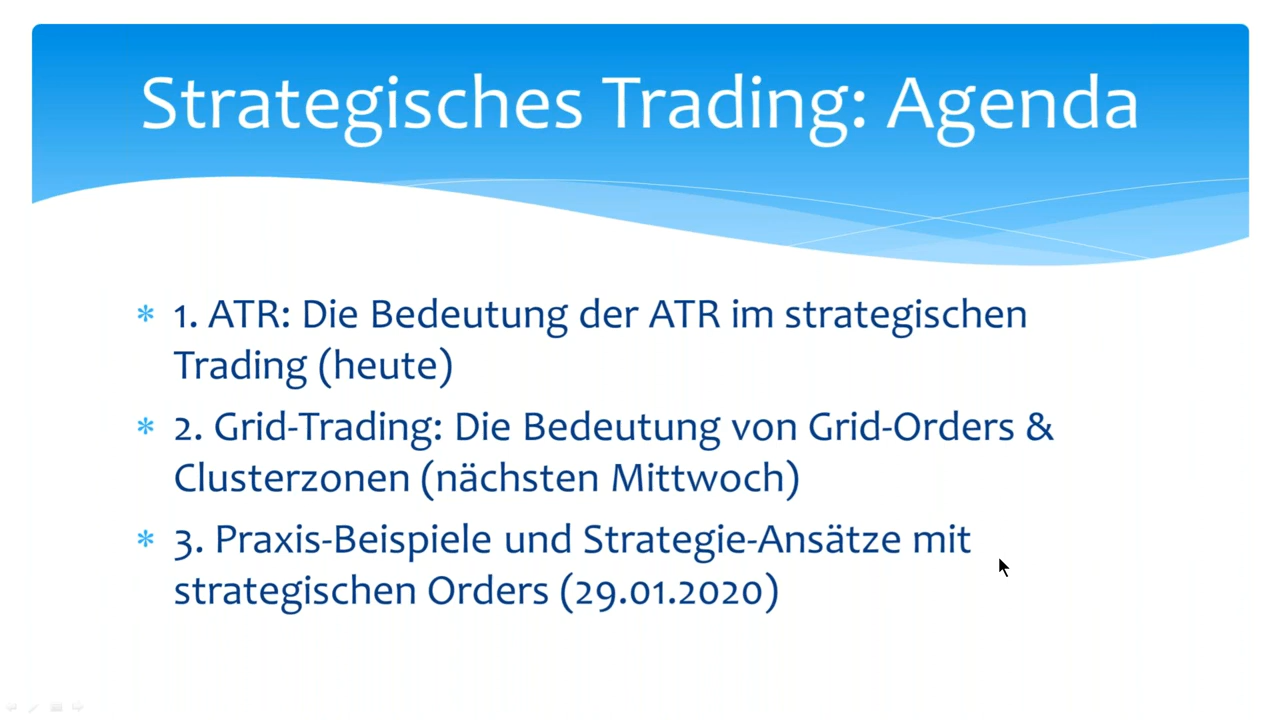 Strategisches Trading: Agenda
* 1. ATR: Die Bedeutung der ATR im strategischen
Trading (heute)
* 2. Grid-Trading: Die Bedeutung von Grid-Orders &
Clusterzonen (nächsten Mittwoch)
* 3. Praxis-Beispiele und Strategie-Ansätze mit
strategischen Orders (29.01.2020)